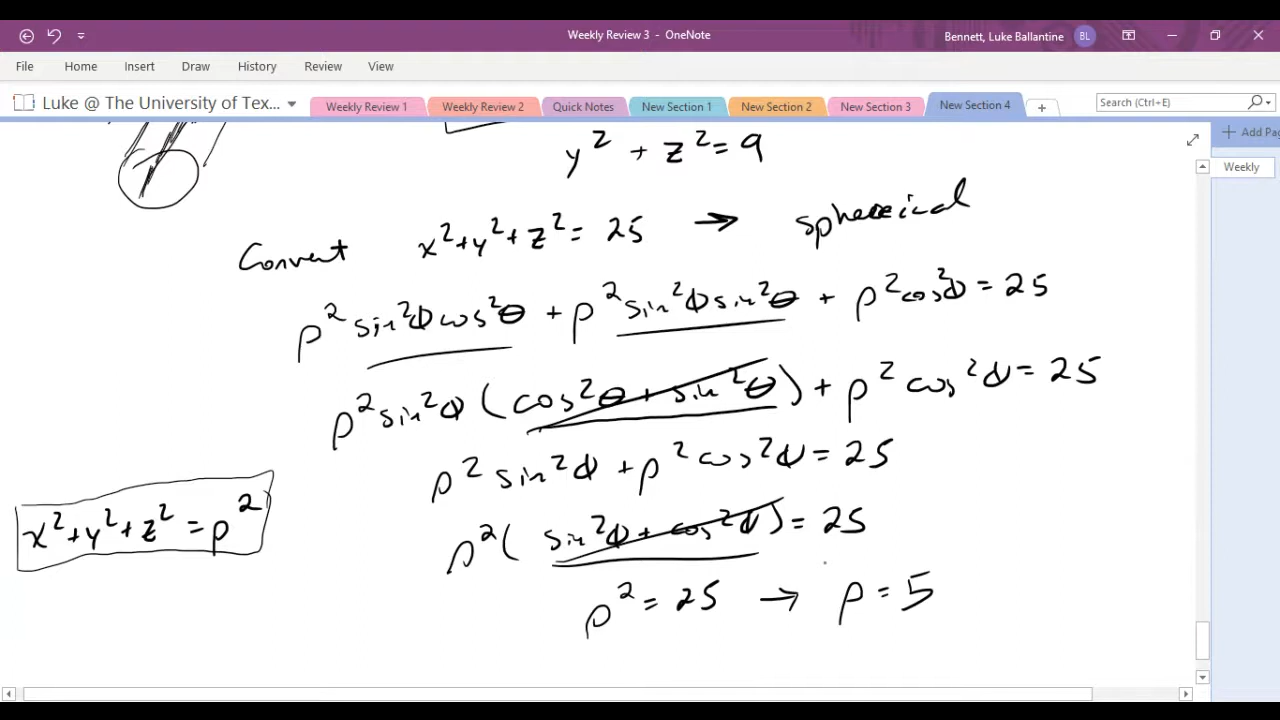 Weekly Review 3 - OneNote
Bennett, Luke Ballantine BL
File Home Insert Draw History Review View
Luke @ The University of Tex... Weekly Review 1 Weekly Review 2 Quick Notes New Section 1 New Section 2 New Section 3 New Section 4 + Search (Ctrl+E)
+ Add Pag
Weekly
y² + z² = 9
Convert x²+y²+z² = 25 → spherical
ρ² sin²ϕ cos²θ + ρ² sin²ϕ sin²θ + ρ² cos²ϕ = 25
ρ² sin²ϕ (cos²θ + sin²θ) + ρ² cos²ϕ = 25
ρ² sin²ϕ + ρ² cos²ϕ = 25
x²+y²+z² = ρ²
ρ² ( sin²ϕ + cos²ϕ) = 25
ρ² = 25 → ρ = 5